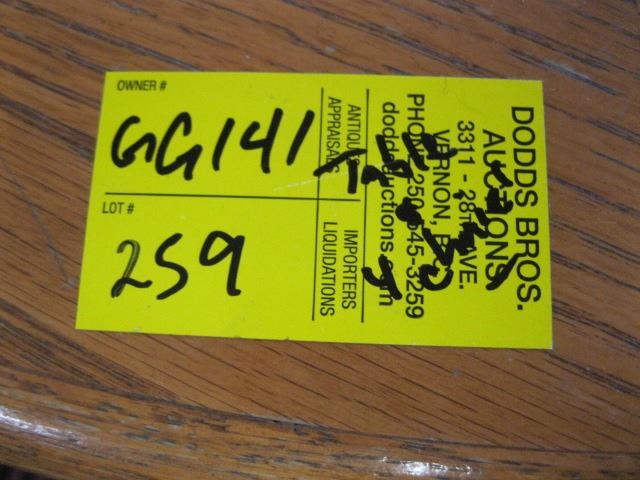 OWNER #
GG141
LOT #
259
ANTIQUES
APPRAISALS
IMPORTERS
LIQUIDATIONS
DODDS BROS.
AUCTIONS
3311 - 28TH AVE.
VERNON, B.C.
PHONE 250-545-3259
doddsauctions.com